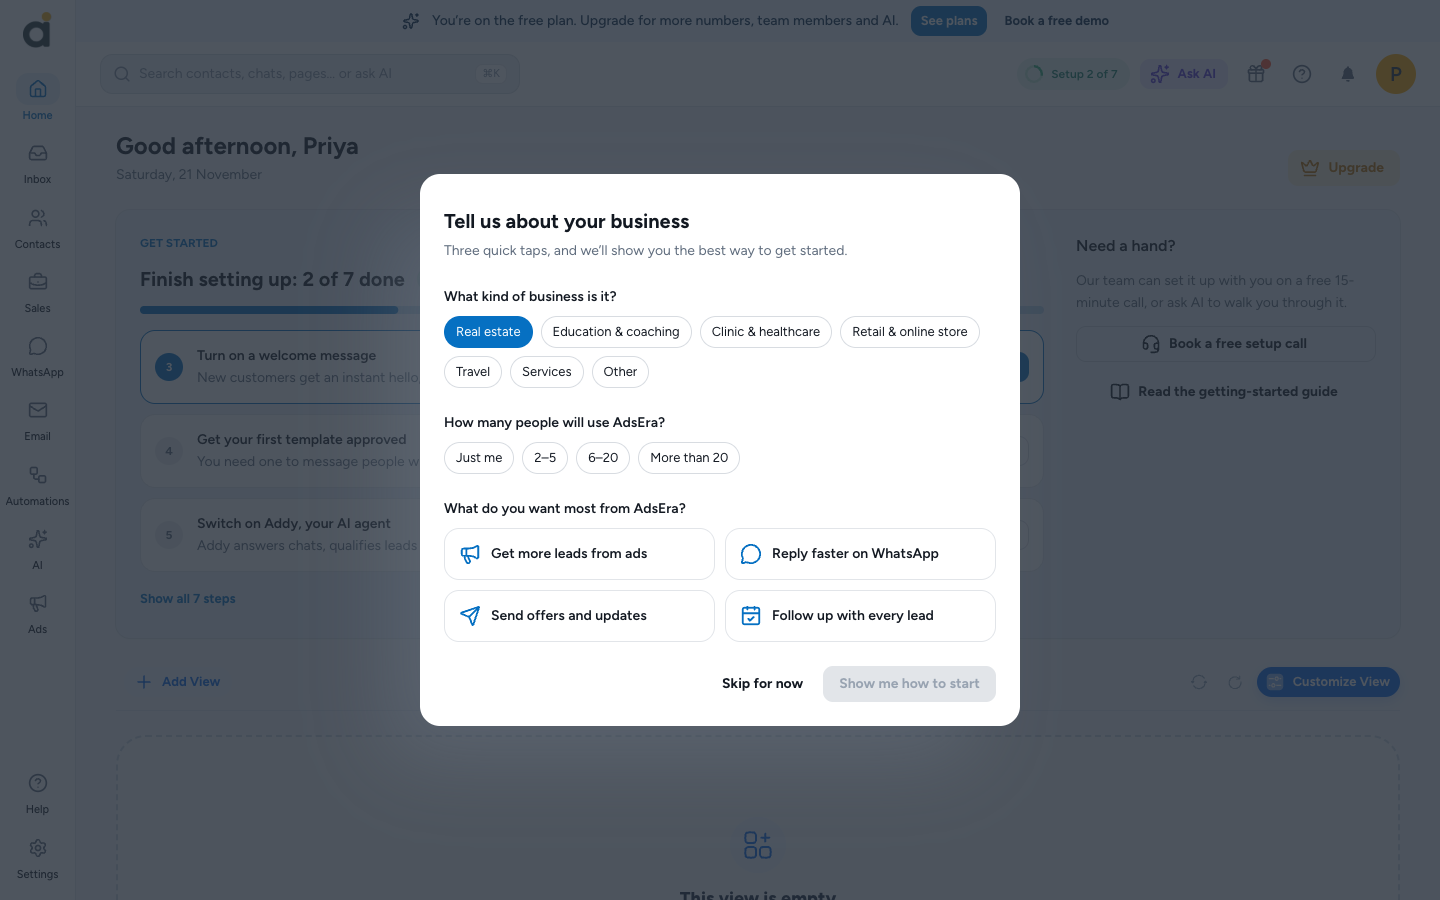 You're on the free plan. Upgrade for more numbers, team members and AI.
See plans
Book a free demo
Search contacts, chats, pages... or ask AI
⌘K
Setup 2 of 7
Ask AI
P
Home
Inbox
Contacts
Sales
WhatsApp
Email
Automations
AI
Ads
Help
Settings
Good afternoon, Priya
Saturday, 21 November
Upgrade
GET STARTED
Finish setting up: 2 of 7 done
3
Turn on a welcome message
New customers get an instant hello
4
Get your first template approved
You need one to message people
5
Switch on Addy, your AI agent
Addy answers chats, qualifies leads
Show all 7 steps
Need a hand?
Our team can set it up with you on a free 15-
minute call, or ask AI to walk you through it.
Book a free setup call
Read the getting-started guide
Tell us about your business
Three quick taps, and we'll show you the best way to get started.
What kind of business is it?
Real estate
Education & coaching
Clinic & healthcare
Retail & online store
Travel
Services
Other
How many people will use AdsEra?
Just me
2–5
6–20
More than 20
What do you want most from AdsEra?
Get more leads from ads
Reply faster on WhatsApp
Send offers and updates
Follow up with every lead
Skip for now
Show me how to start
Add View
Customize View
This view is empty